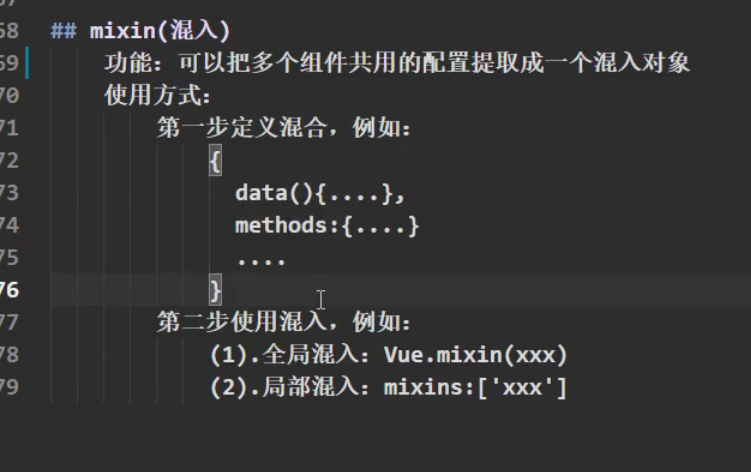 68 ## mixin(混入)
69 功能：可以把多个组件共用的配置提取成一个混入对象
70 使用方式：
71 第一步定义混合，例如：
72 {
73 data(){....},
74 methods:{....}
75 ....
76 }
77 第二步使用混入，例如：
78 (1).全局混入：Vue.mixin(xxx)
79 (2).局部混入：mixins:['xxx']